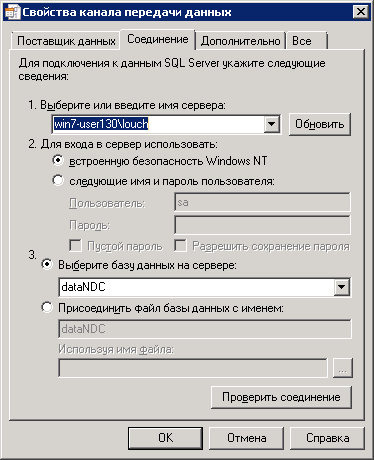 Свойства канала передачи данных
Поставщик данных Соединение Дополнительно Все
Для подключения к данным SQL Server укажите следующие
сведения:
1. Выберите или введите имя сервера:
win7-user130\louch Обновить
2. Для входа в сервер использовать:
встроенную безопасность Windows NT
следующие имя и пароль пользователя:
Пользователь: sa
Пароль:
Пустой пароль Разрешить сохранение пароля
3. Выберите базу данных на сервере:
dataNDC
Присоединить файл базы данных с именем:
dataNDC
Используя имя файла:
...
Проверить соединение
OK Отмена Справка